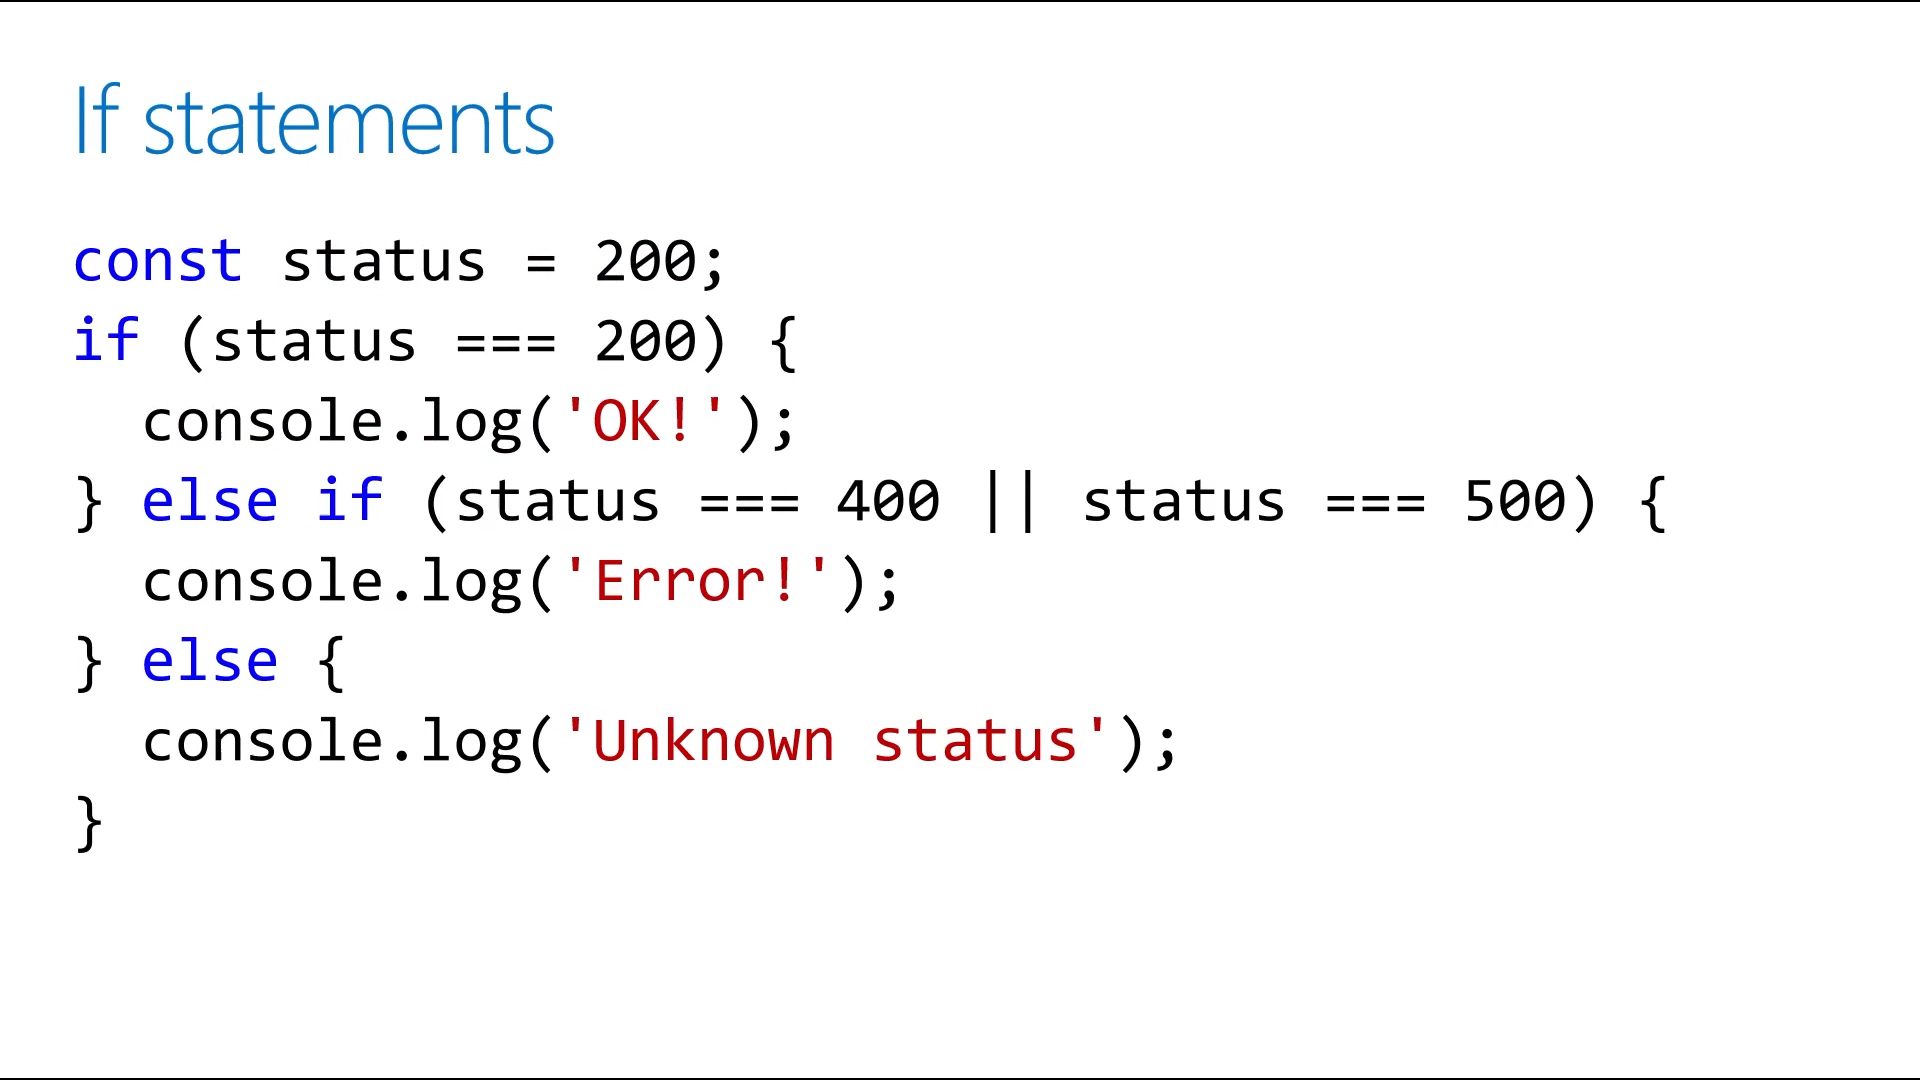 If statements
const status = 200;
if (status === 200) {
  console.log('OK!');
} else if (status === 400 || status === 500) {
  console.log('Error!');
} else {
  console.log('Unknown status');
}